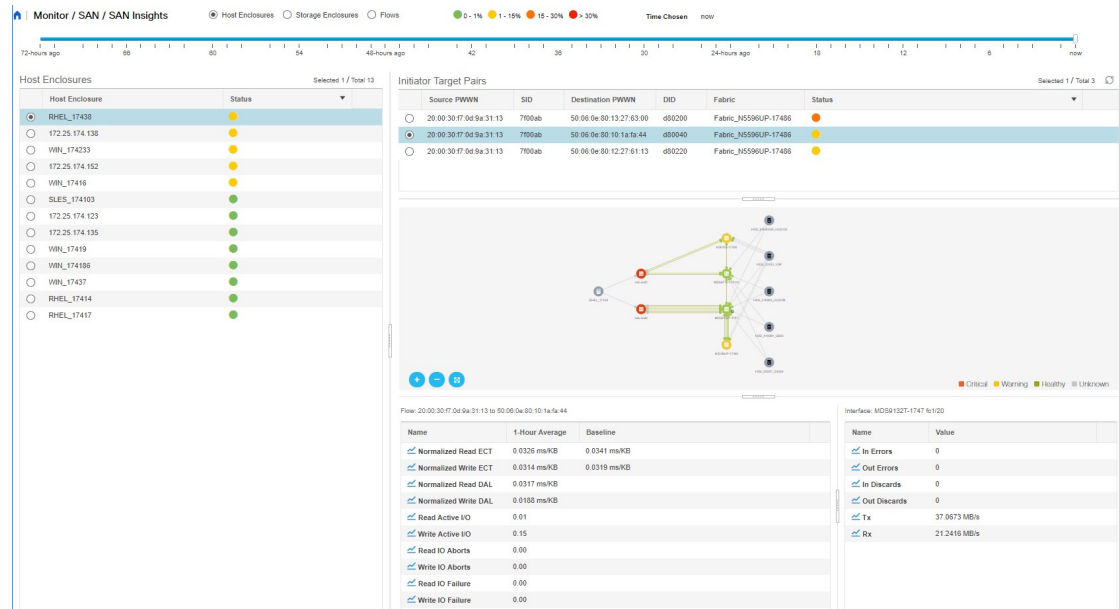 Monitor / SAN / SAN Insights
Host Enclosures Storage Enclosures Flows
0 - 1% 1 - 15% 15 - 30% > 30%
Time Chosen now
72-hours ago 66 60 54 48-hours ago 42 36 30 24-hours ago 18 12 6 now
Host Enclosures Selected 1 / Total 13
Host Enclosure Status
RHEL_17438
172.25.174.138
WIN_174233
172.25.174.152
WIN_17416
SLES_174103
172.25.174.123
172.25.174.135
WIN_17419
WIN_174186
WIN_17437
RHEL_17414
RHEL_17417
Initiator Target Pairs Selected 1 / Total 3
Source PWWN SID Destination PWWN DID Fabric Status
20:00:30:f7:0d:9a:31:13 7f00ab 50:06:0e:80:13:27:63:00 d80200 Fabric_N5596UP-17486
20:00:30:f7:0d:9a:31:13 7f00ab 50:06:0e:80:10:1a:fa:44 d80040 Fabric_N5596UP-17486
20:00:30:f7:0d:9a:31:13 7f00ab 50:06:0e:80:12:27:61:13 d80220 Fabric_N5596UP-17486
Critical Warning Healthy Unknown
Flow: 20:00:30:f7:0d:9a:31:13 to 50:06:0e:80:10:1a:fa:44
Name 1-Hour Average Baseline
Normalized Read ECT 0.0326 ms/KB 0.0341 ms/KB
Normalized Write ECT 0.0314 ms/KB 0.0319 ms/KB
Normalized Read DAL 0.0317 ms/KB
Normalized Write DAL 0.0188 ms/KB
Read Active I/O 0.01
Write Active I/O 0.15
Read IO Aborts 0.00
Write IO Aborts 0.00
Read IO Failure 0.00
Write IO Failure 0.00
Interface: MDS9132T-1747 fc1/20
Name Value
In Errors 0
Out Errors 0
In Discards 0
Out Discards 0
Tx 37.0673 MB/s
Rx 21.2416 MB/s